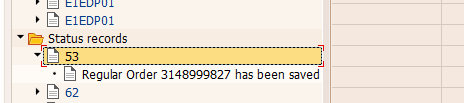 E1EDP01
E1EDP01
Status records
53
Regular Order 3148999827 has been saved
62